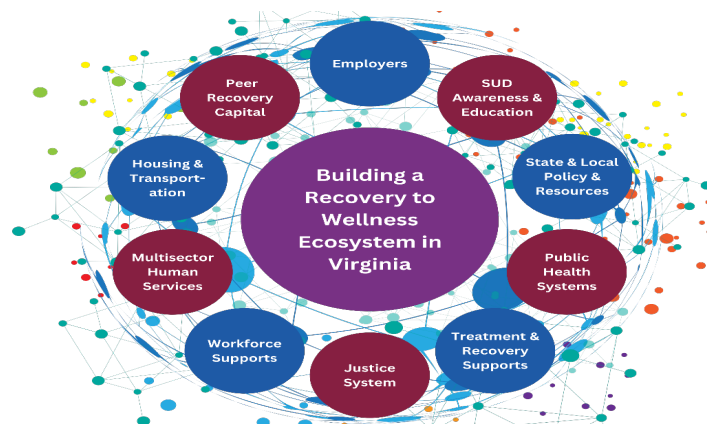 Employers
SUD
Awareness &
Education
State & Local
Policy &
Resources
Public
Health
Systems
Treatment &
Recovery
Supports
Justice
System
Workforce
Supports
Multisector
Human
Services
Housing &
Transport-
ation
Peer
Recovery
Capital
Building a
Recovery to
Wellness
Ecosystem in
Virginia